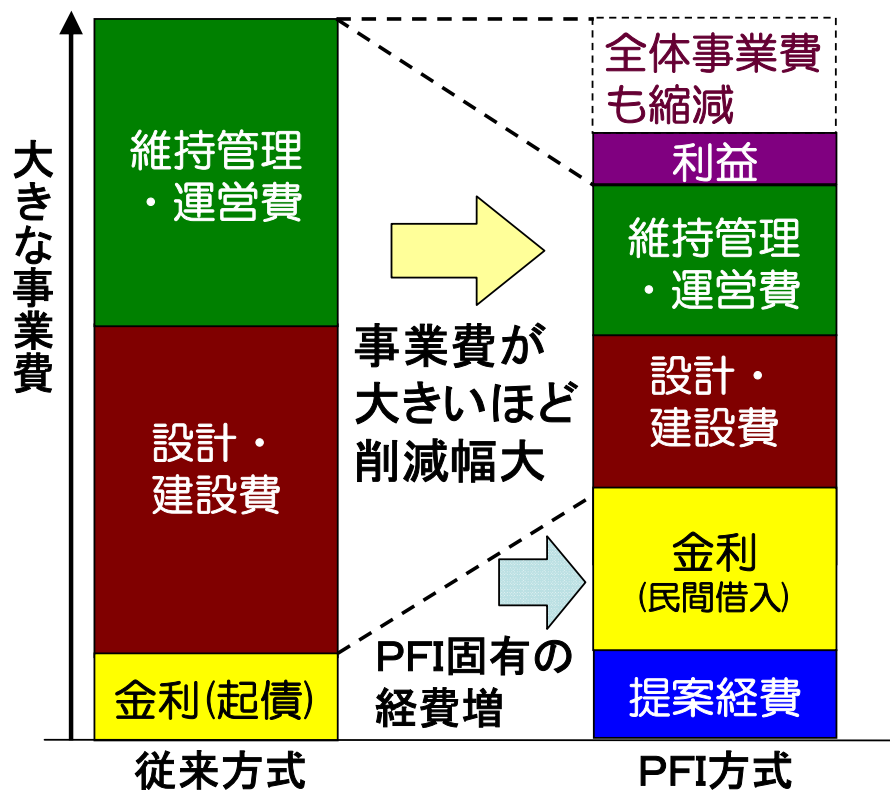 大きな事業費
維持管理
・運営費
設計・
建設費
金利(起債)
従来方式
事業費が
大きいほど
削減幅大
PFI固有の
経費増
全体事業費
も縮減
利益
維持管理
・運営費
設計・
建設費
金利
(民間借入)
提案経費
PFI方式